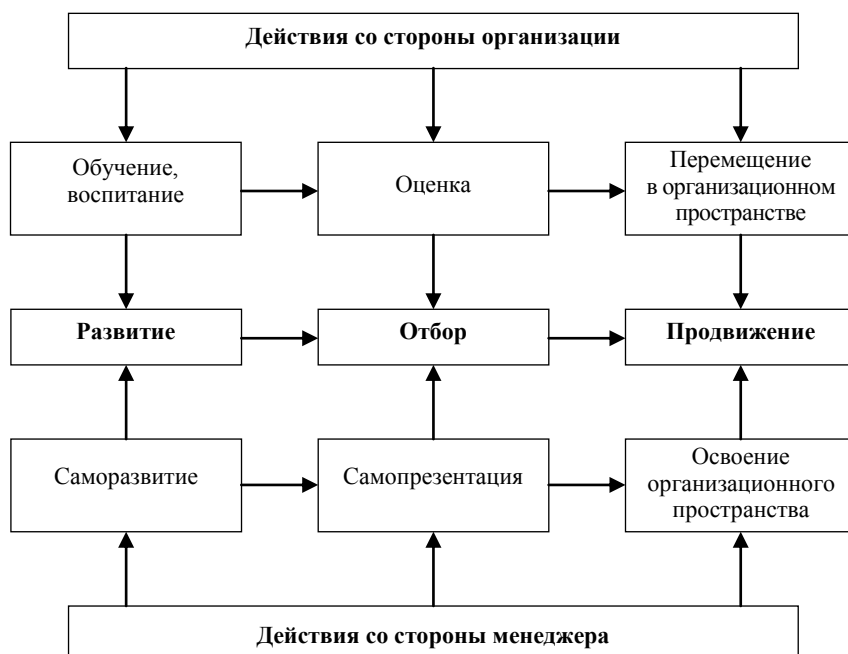 Действия со стороны организации
Обучение,
воспитание
Оценка
Перемещение
в организационном
пространстве
Развитие
Отбор
Продвижение
Саморазвитие
Самопрезентация
Освоение
организационного
пространства
Действия со стороны менеджера